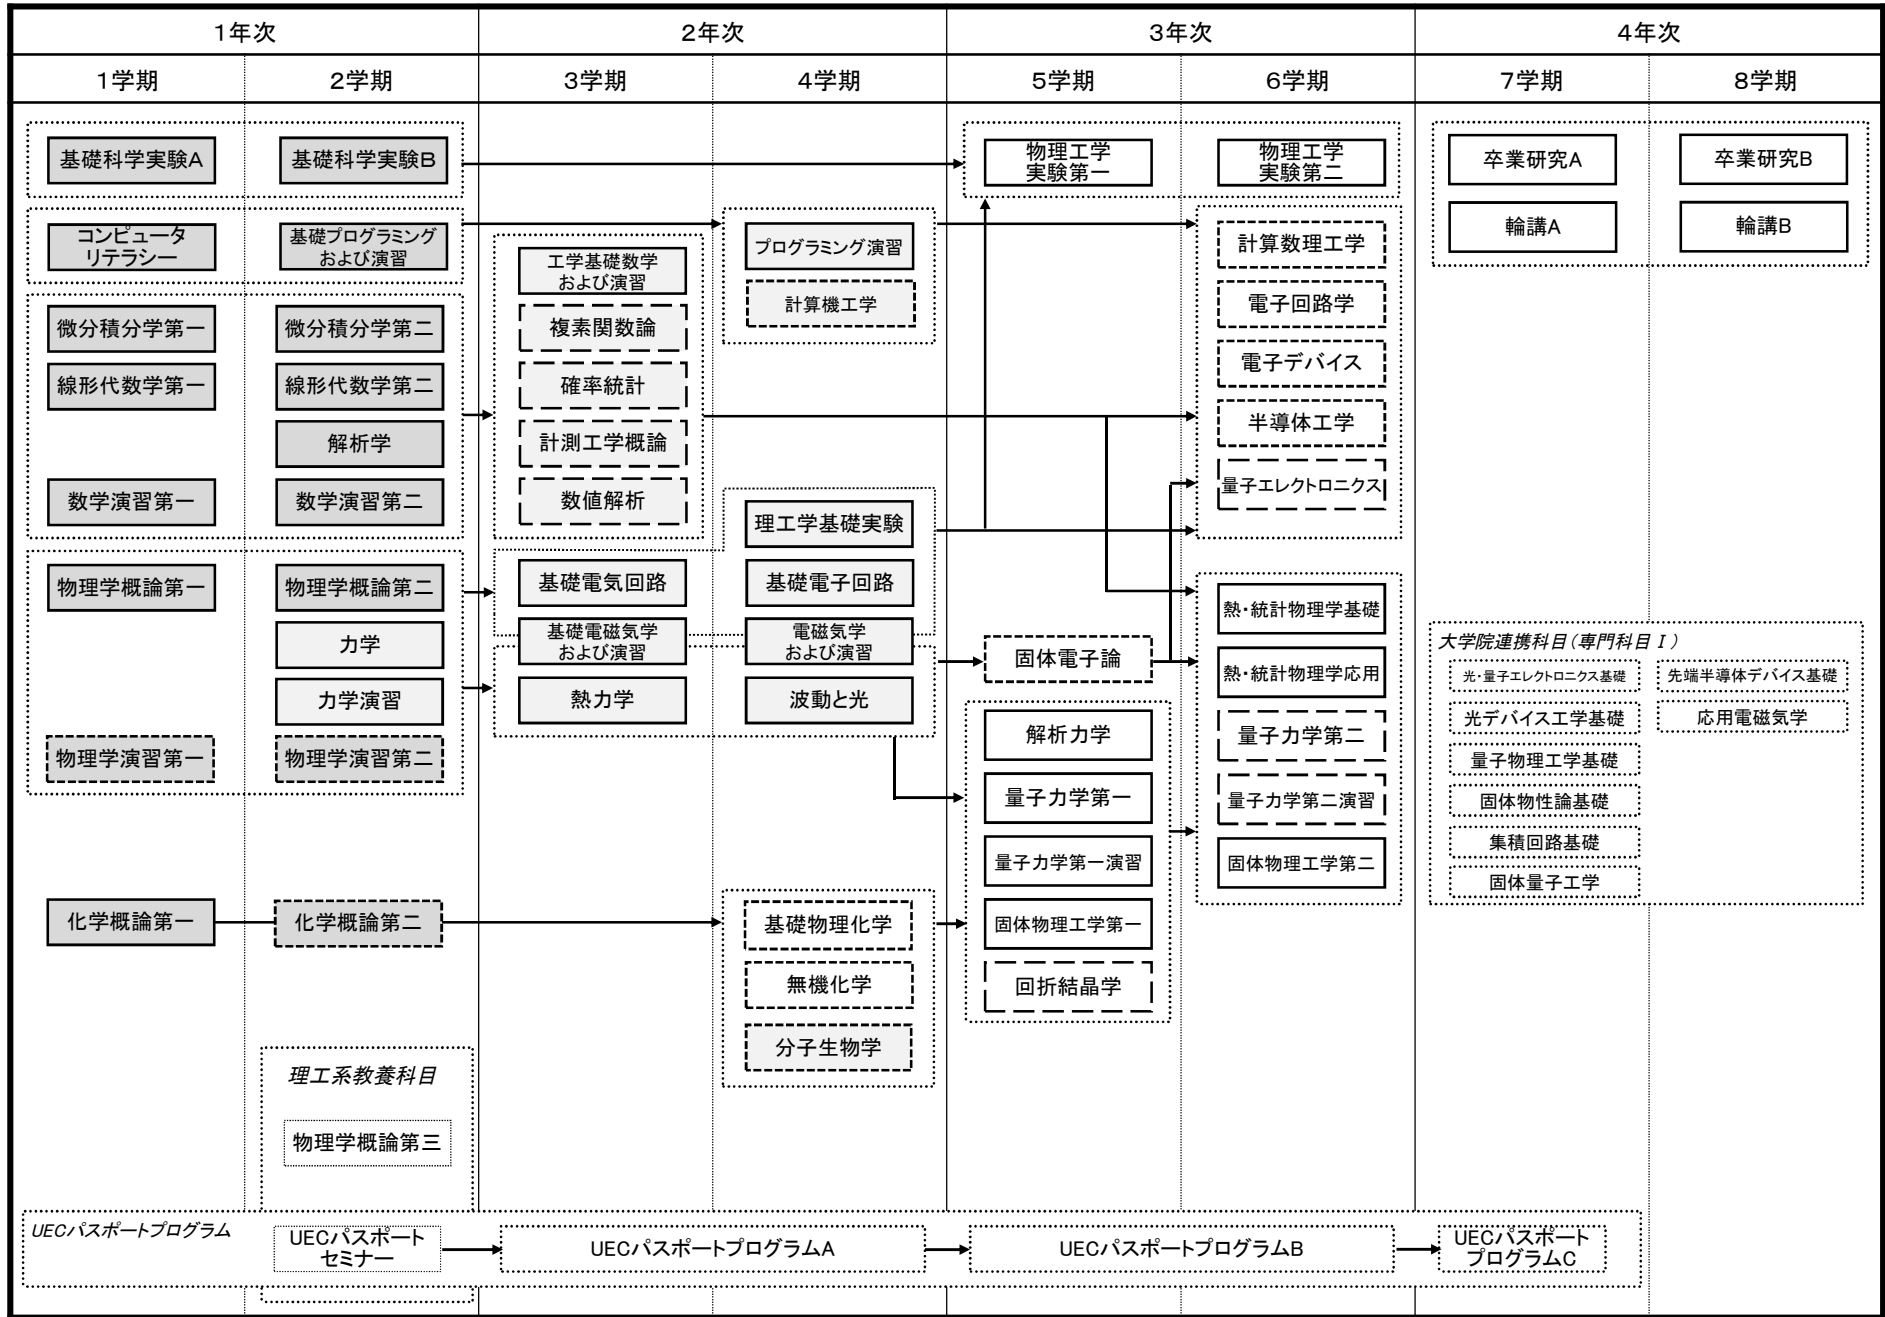 1年次
2年次
3年次
4年次
1学期
2学期
3学期
4学期
5学期
6学期
7学期
8学期
基礎科学実験A
基礎科学実験B
コンピュータ
リテラシー
基礎プログラミング
および演習
微分積分学第一
微分積分学第二
線形代数学第一
線形代数学第二
解析学
数学演習第一
数学演習第二
物理学概論第一
物理学概論第二
力学
力学演習
物理学演習第一
物理学演習第二
化学概論第一
化学概論第二
理工系教養科目
物理学概論第三
工学基礎数学
および演習
複素関数論
確率統計
計測工学概論
数値解析
基礎電気回路
基礎電磁気学
および演習
熱力学
プログラミング演習
計算機工学
理工学基礎実験
基礎電子回路
電磁気学
および演習
波動と光
基礎物理化学
無機化学
分子生物学
物理工学
実験第一
固体電子論
解析力学
量子力学第一
量子力学第一演習
固体物理工学第一
回折結晶学
物理工学
実験第二
計算数理工学
電子回路学
電子デバイス
半導体工学
量子エレクトロニクス
熱・統計物理学基礎
熱・統計物理学応用
量子力学第二
量子力学第二演習
固体物理工学第二
卒業研究A
卒業研究B
輪講A
輪講B
大学院連携科目(専門科目Ⅰ)
光・量子エレクトロニクス基礎
先端半導体デバイス基礎
光デバイス工学基礎
応用電磁気学
量子物理工学基礎
固体物性論基礎
集積回路基礎
固体量子工学
UECパスポートプログラム
UECパスポート
セミナー
UECパスポートプログラムA
UECパスポートプログラムB
UECパスポート
プログラムC